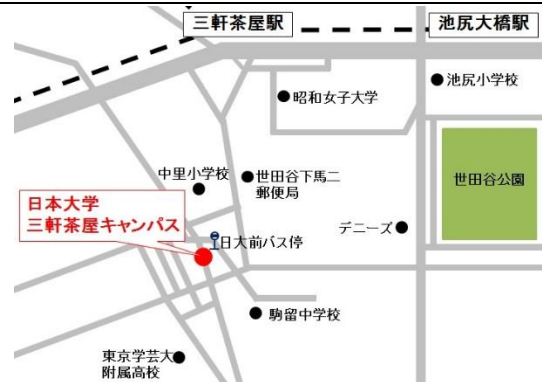 三軒茶屋駅
池尻大橋駅
池尻小学校
昭和女子大学
中里小学校
世田谷下馬二
郵便局
世田谷公園
日本大学
三軒茶屋キャンパス
デニーズ
日大前バス停
駒留中学校
東京学芸大
附属高校